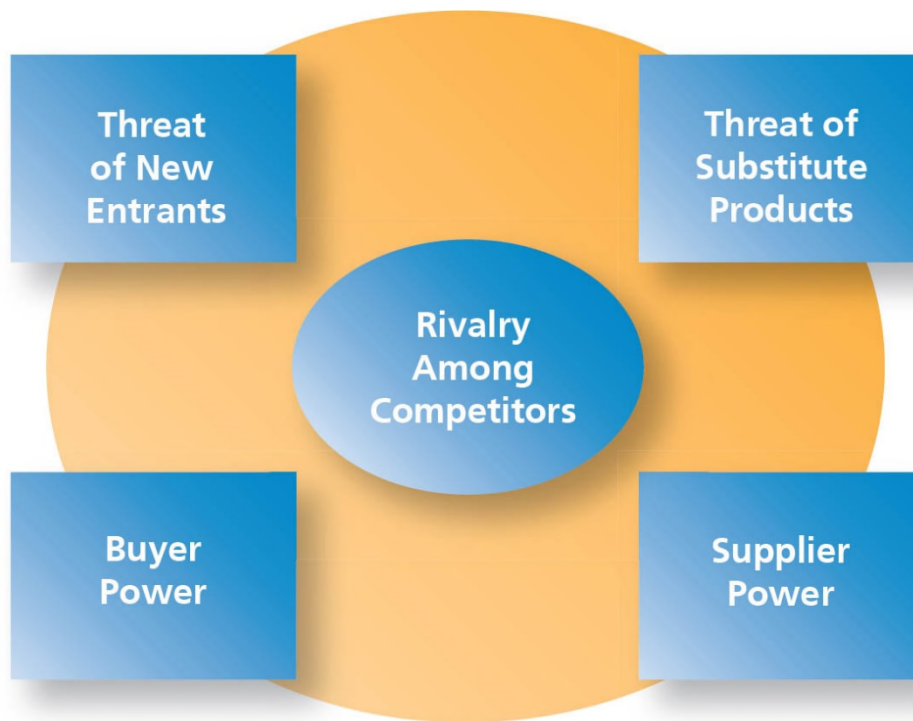 Threat
of New
Entrants
Threat of
Substitute
Products
Rivalry
Among
Competitors
Buyer
Power
Supplier
Power